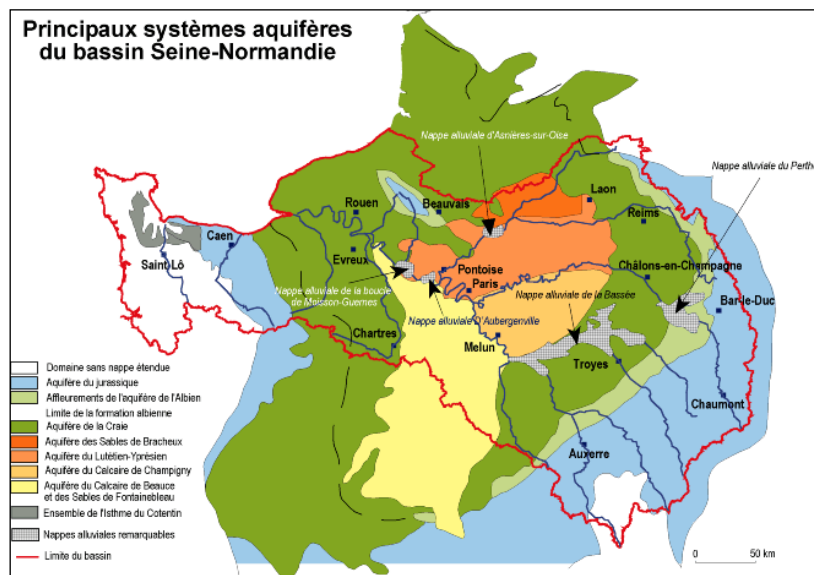 Principaux systèmes aquifères
du bassin Seine-Normandie
Nappe alluviale d'Asnières-sur-Oise
Nappe alluviale du Perthois
Laon
Rouen
Beauvais
Reims
Caen
Evreux
Saint-Lô
Pontoise
Châlons-en-Champagne
Paris
Nappe alluviale de la boucle
de Moisson-Guernes
Nappe alluviale de la Bassée
Bar-le-Duc
Nappe alluviale D'Aubergenville
Chartres
Melun
Troyes
Chaumont
Auxerre
Domaine sans nappe étendue
Aquifère du jurassique
Affleurements de l'aquifère de l'Albien
Limite de la formation albienne
Aquifère de la Craie
Aquifère des Sables de Bracheux
Aquifère du Lutétien-Yprésien
Aquifère du Calcaire de Champigny
Aquifère du Calcaire de Beauce
et des Sables de Fontainebleau
Ensemble de l'Isthme du Cotentin
Nappes alluviales remarquables
Limite du bassin
0 50 km